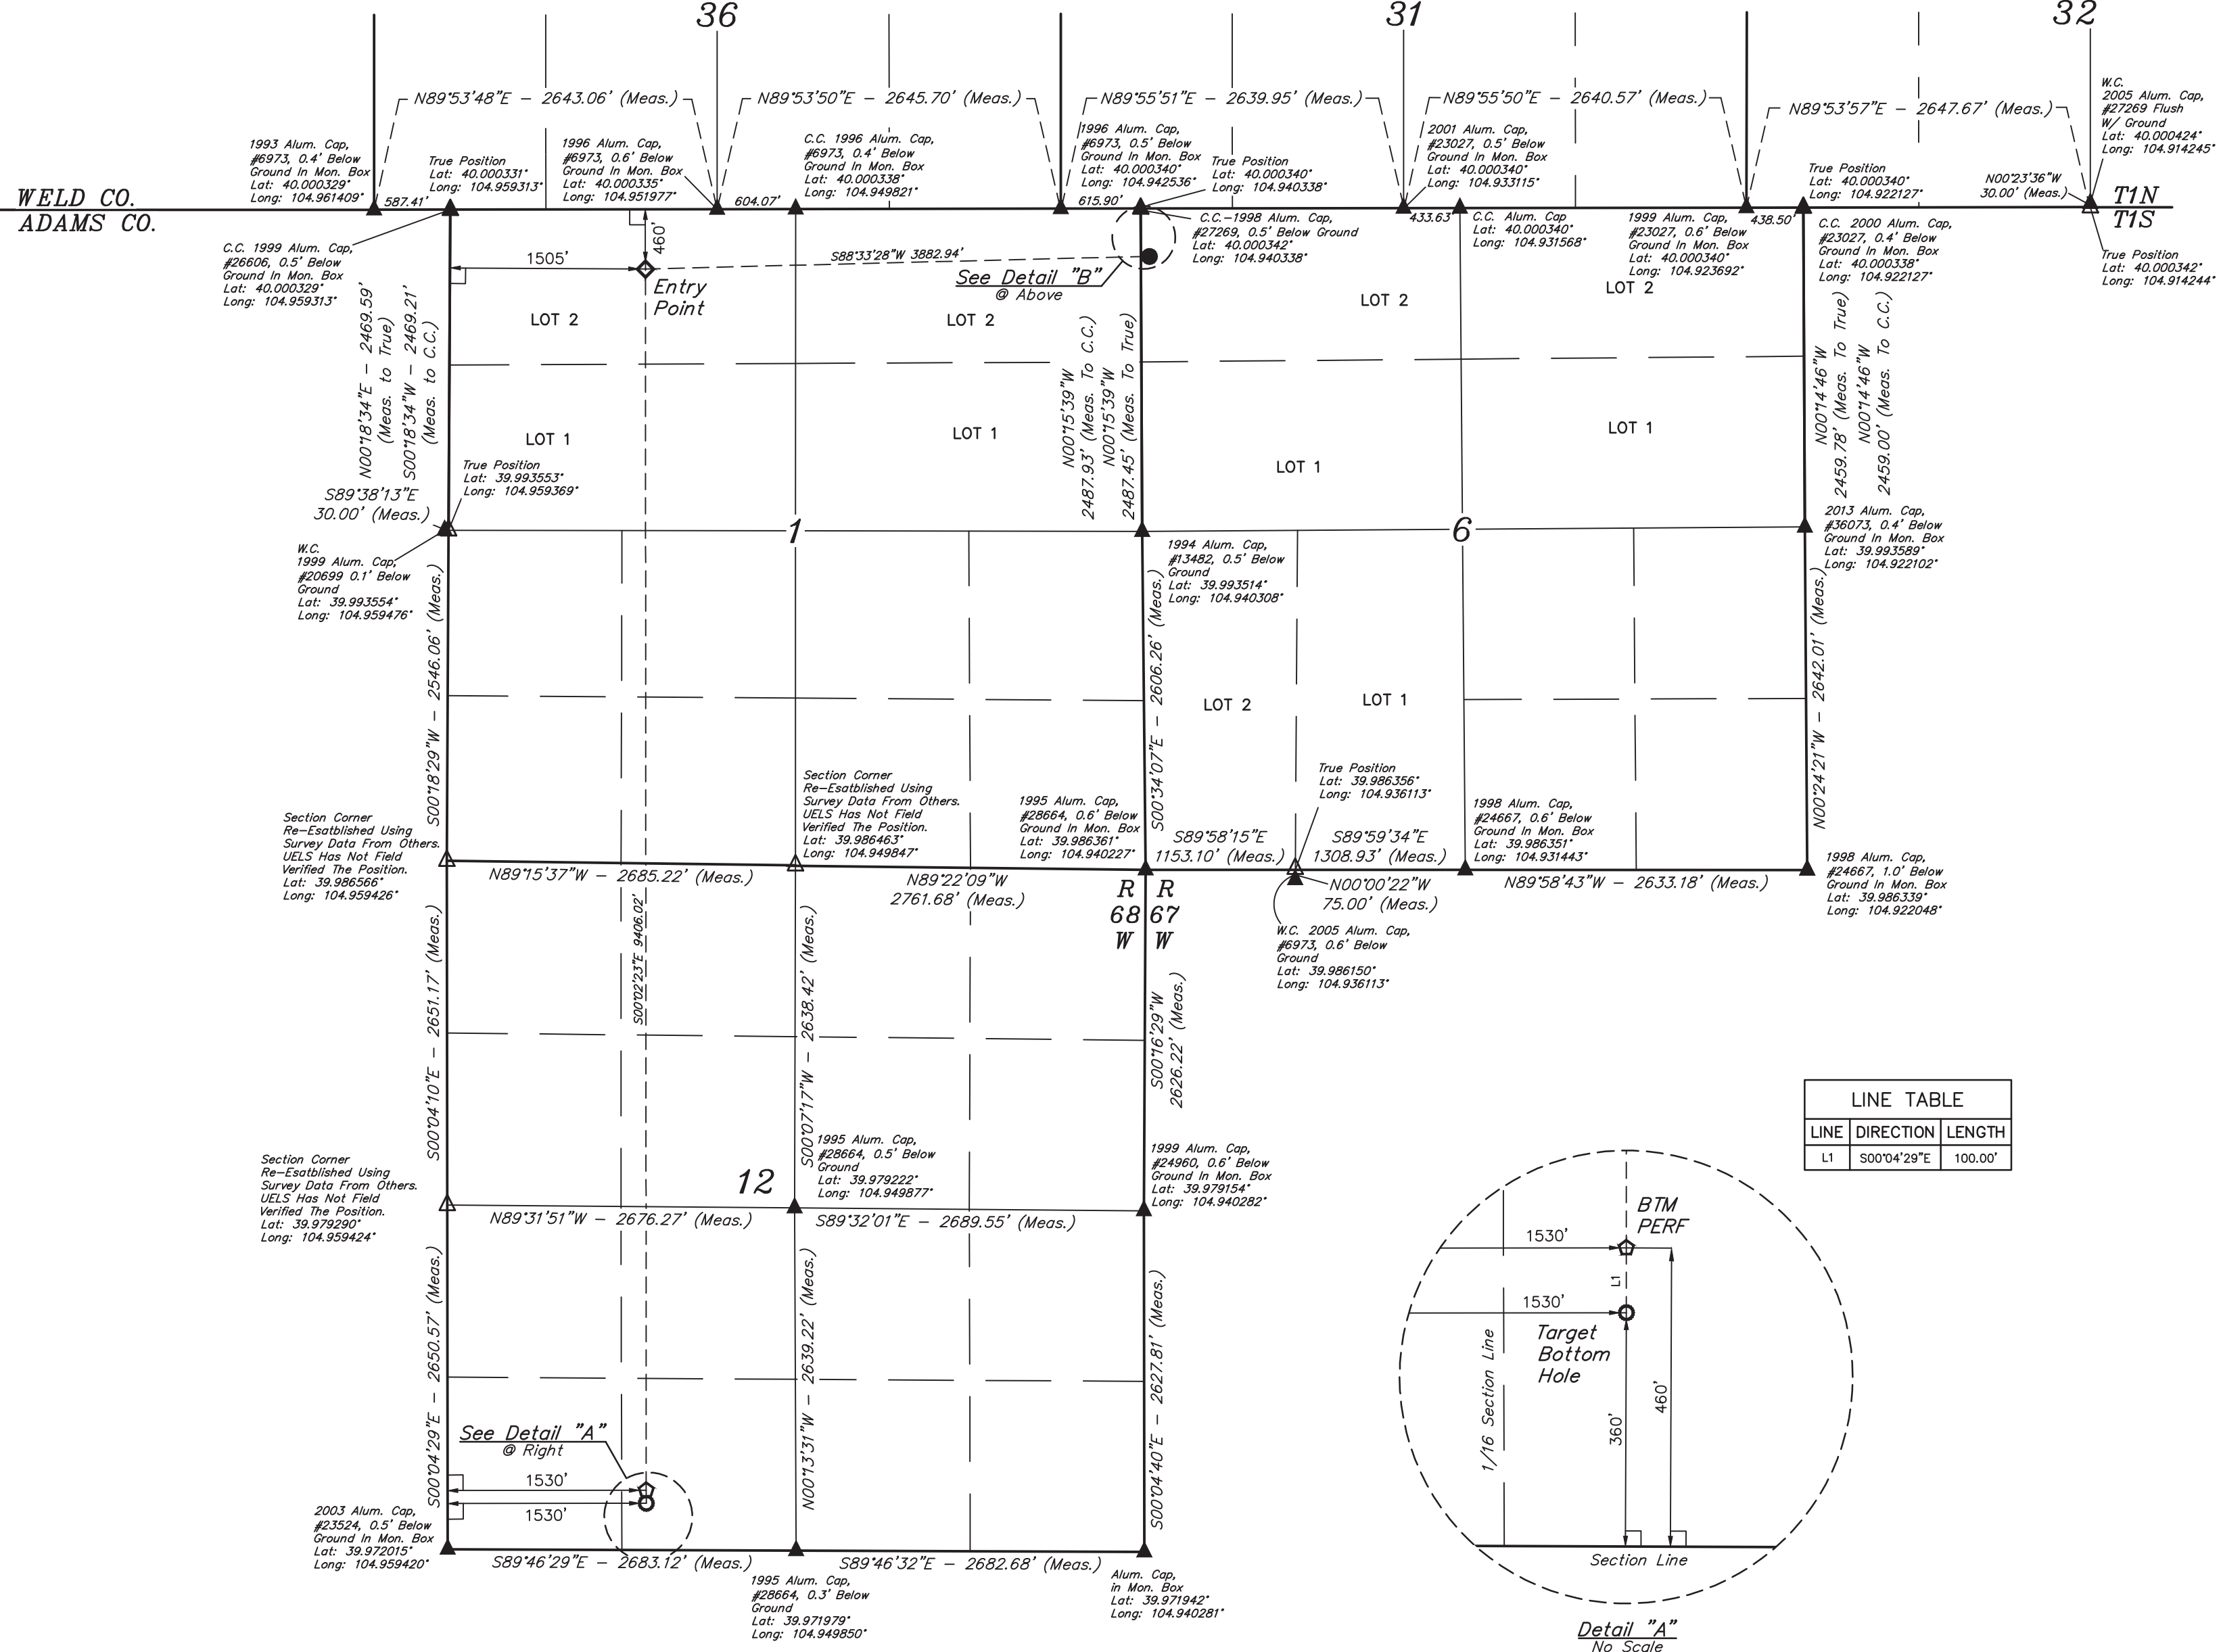 36
31
32
N89°53'48"E - 2643.06' (Meas.)
N89°53'50"E - 2645.70' (Meas.)
N89°55'51"E - 2639.95' (Meas.)
N89°55'50"E - 2640.57' (Meas.)
N89°53'57"E - 2647.67' (Meas.)
W.C.
2005 Alum. Cap,
#27269 Flush
W/ Ground
Lat: 40.000424°
Long: 104.914245°
1993 Alum. Cap,
#6973, 0.4' Below
Ground In Mon. Box
Lat: 40.000329°
Long: 104.961409°
True Position
Lat: 40.000331°
Long: 104.959313°
1996 Alum. Cap,
#6973, 0.6' Below
Ground In Mon. Box
Lat: 40.000335°
Long: 104.951977°
C.C. 1996 Alum. Cap,
#6973, 0.4' Below
Ground In Mon. Box
Lat: 40.000338°
Long: 104.949821°
1996 Alum. Cap,
#6973, 0.5' Below
Ground In Mon. Box
Lat: 40.000340°
Long: 104.942536°
True Position
Lat: 40.000340°
Long: 104.940338°
2001 Alum. Cap,
#23027, 0.5' Below
Ground In Mon. Box
Lat: 40.000340°
Long: 104.933115°
True Position
Lat: 40.000340°
Long: 104.922127°
N00°23'36"W
30.00' (Meas.)
WELD CO.
ADAMS CO.
587.41'
604.07'
615.90'
433.63'
438.50'
T1N
T1S
C.C. 1999 Alum. Cap,
#26606, 0.5' Below
Ground In Mon. Box
Lat: 40.000329°
Long: 104.959313°
460'
1505'
Entry
Point
S88°33'28"W 3882.94'
See Detail "B"
@ Above
C.C.-1998 Alum. Cap,
#27269, 0.5' Below Ground
Lat: 40.000342°
Long: 104.940338°
C.C. Alum. Cap
Lat: 40.000340°
Long: 104.931568°
1999 Alum. Cap,
#23027, 0.6' Below
Ground In Mon. Box
Lat: 40.000340°
Long: 104.923692°
C.C. 2000 Alum. Cap,
#23027, 0.4' Below
Ground In Mon. Box
Lat: 40.000338°
Long: 104.922127°
True Position
Lat: 40.000342°
Long: 104.914244°
LOT 2
LOT 2
LOT 2
LOT 2
N00°18'34"E - 2469.59'
(Meas. to True)
S00°18'34"W - 2469.21'
(Meas. to C.C.)
N00°15'39"W
2487.93' (Meas. To C.C.)
N00°15'39"W
2487.45' (Meas. To True)
N00°14'46"W
2459.78' (Meas. To True)
N00°14'46"W
2459.00' (Meas. To C.C.)
LOT 1
LOT 1
LOT 1
LOT 1
True Position
Lat: 39.993553°
Long: 104.959369°
S89°38'13"E
30.00' (Meas.)
1
6
W.C.
1999 Alum. Cap,
#20699 0.1' Below
Ground
Lat: 39.993554°
Long: 104.959476°
1994 Alum. Cap,
#13482, 0.5' Below
Ground
Lat: 39.993514°
Long: 104.940308°
2013 Alum. Cap,
#36073, 0.4' Below
Ground In Mon. Box
Lat: 39.993589°
Long: 104.922102°
S00°18'29"W - 2546.06' (Meas.)
S00°34'07"E - 2606.26' (Meas.)
N00°24'21"W - 2642.01' (Meas.)
LOT 2
LOT 1
Section Corner
Re-Esatblished Using
Survey Data From Others.
UELS Has Not Field
Verified The Position.
Lat: 39.986566°
Long: 104.959426°
Section Corner
Re-Esatblished Using
Survey Data From Others.
UELS Has Not Field
Verified The Position.
Lat: 39.986463°
Long: 104.949847°
1995 Alum. Cap,
#28664, 0.6' Below
Ground In Mon. Box
Lat: 39.986361°
Long: 104.940227°
True Position
Lat: 39.986356°
Long: 104.936113°
S89°58'15"E
1153.10' (Meas.)
S89°59'34"E
1308.93' (Meas.)
1998 Alum. Cap,
#24667, 0.6' Below
Ground In Mon. Box
Lat: 39.986351°
Long: 104.931443°
1998 Alum. Cap,
#24667, 1.0' Below
Ground In Mon. Box
Lat: 39.986339°
Long: 104.922048°
N89°15'37"W - 2685.22' (Meas.)
N89°22'09"W
2761.68' (Meas.)
N00°00'22"W
75.00' (Meas.)
N89°58'43"W - 2633.18' (Meas.)
R R
68 67
W W
W.C. 2005 Alum. Cap,
#6973, 0.6' Below
Ground
Lat: 39.986150°
Long: 104.936113°
S00°04'10"E - 2651.17' (Meas.)
S00°02'23"E 9406.02'
S00°07'17"W - 2638.42' (Meas.)
S00°16'29"W
2626.22' (Meas.)
LINE TABLE
LINE DIRECTION LENGTH
L1 S00°04'29"E 100.00'
Section Corner
Re-Esatblished Using
Survey Data From Others.
UELS Has Not Field
Verified The Position.
Lat: 39.979290°
Long: 104.959424°
12
1995 Alum. Cap,
#28664, 0.5' Below
Ground
Lat: 39.979222°
Long: 104.949877°
1999 Alum. Cap,
#24960, 0.6' Below
Ground In Mon. Box
Lat: 39.979154°
Long: 104.940282°
N89°31'51"W - 2676.27' (Meas.)
S89°32'01"E - 2689.55' (Meas.)
S00°04'29"E - 2650.57' (Meas.)
N00°13'31"W - 2639.22' (Meas.)
S00°04'40"E - 2627.81' (Meas.)
See Detail "A"
@ Right
1530'
1530'
2003 Alum. Cap,
#23524, 0.5' Below
Ground In Mon. Box
Lat: 39.972015°
Long: 104.959420°
S89°46'29"E - 2683.12' (Meas.)
S89°46'32"E - 2682.68' (Meas.)
1995 Alum. Cap,
#28664, 0.3' Below
Ground
Lat: 39.971979°
Long: 104.949850°
Alum. Cap,
in Mon. Box
Lat: 39.971942°
Long: 104.940281°
BTM
PERF
1530'
L1
1530'
Target
Bottom
Hole
1/16 Section Line
360'
460'
Section Line
Detail "A"
No Scale